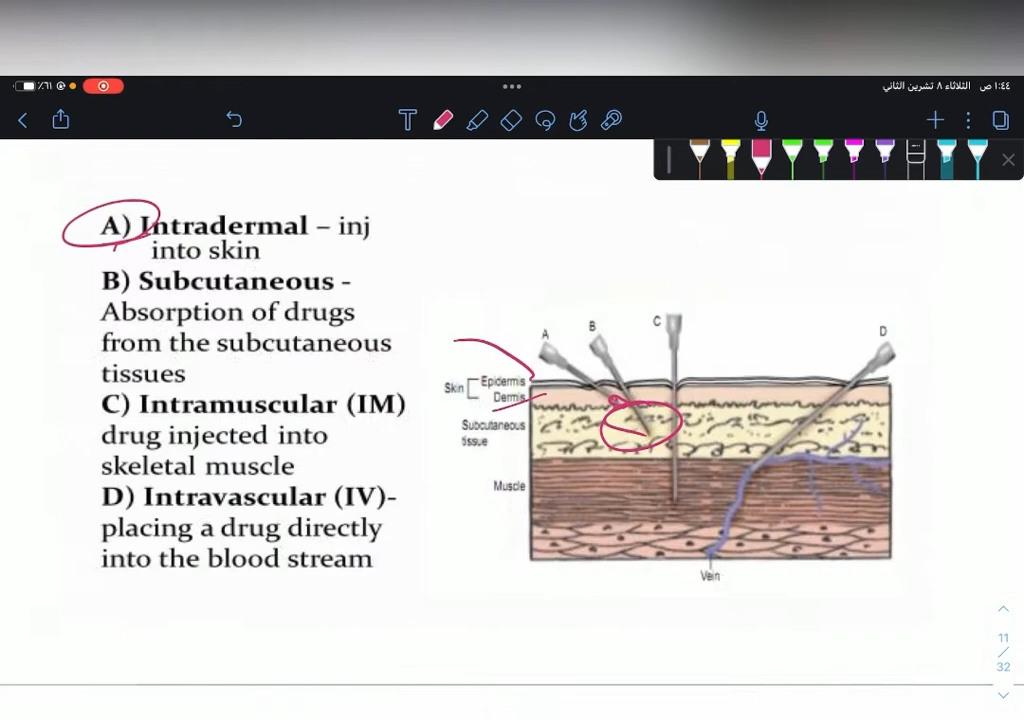 ٪٦١
١:٤٤ ص الثلاثاء ٨ تشرين الثاني
A) Intradermal – inj
into skin
B) Subcutaneous -
Absorption of drugs
from the subcutaneous
tissues
C) Intramuscular (IM)
drug injected into
skeletal muscle
D) Intravascular (IV)-
placing a drug directly
into the blood stream
A
B
C
D
Skin
Epidermis
Dermis
Subcutaneous
tissue
Muscle
Vein
11
/
32